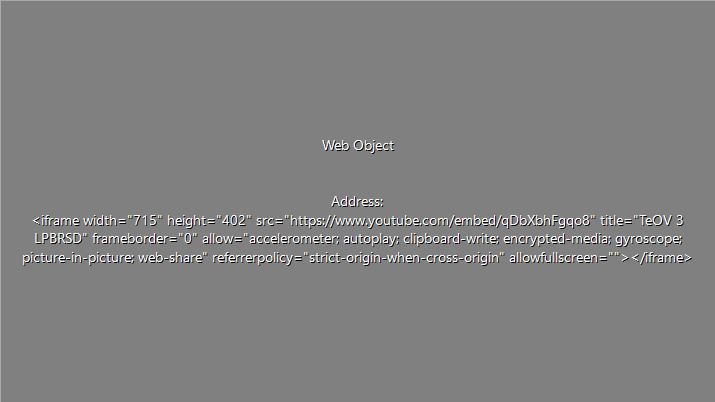 Web Object
Address:
<iframe width="715" height="402" src="https://www.youtube.com/embed/qDbXbhFgqo8" title="TeOV 3
LPBRSD" frameborder="0" allow="accelerometer; autoplay; clipboard-write; encrypted-media; gyroscope;
picture-in-picture; web-share" referrerpolicy="strict-origin-when-cross-origin" allowfullscreen=""></iframe>